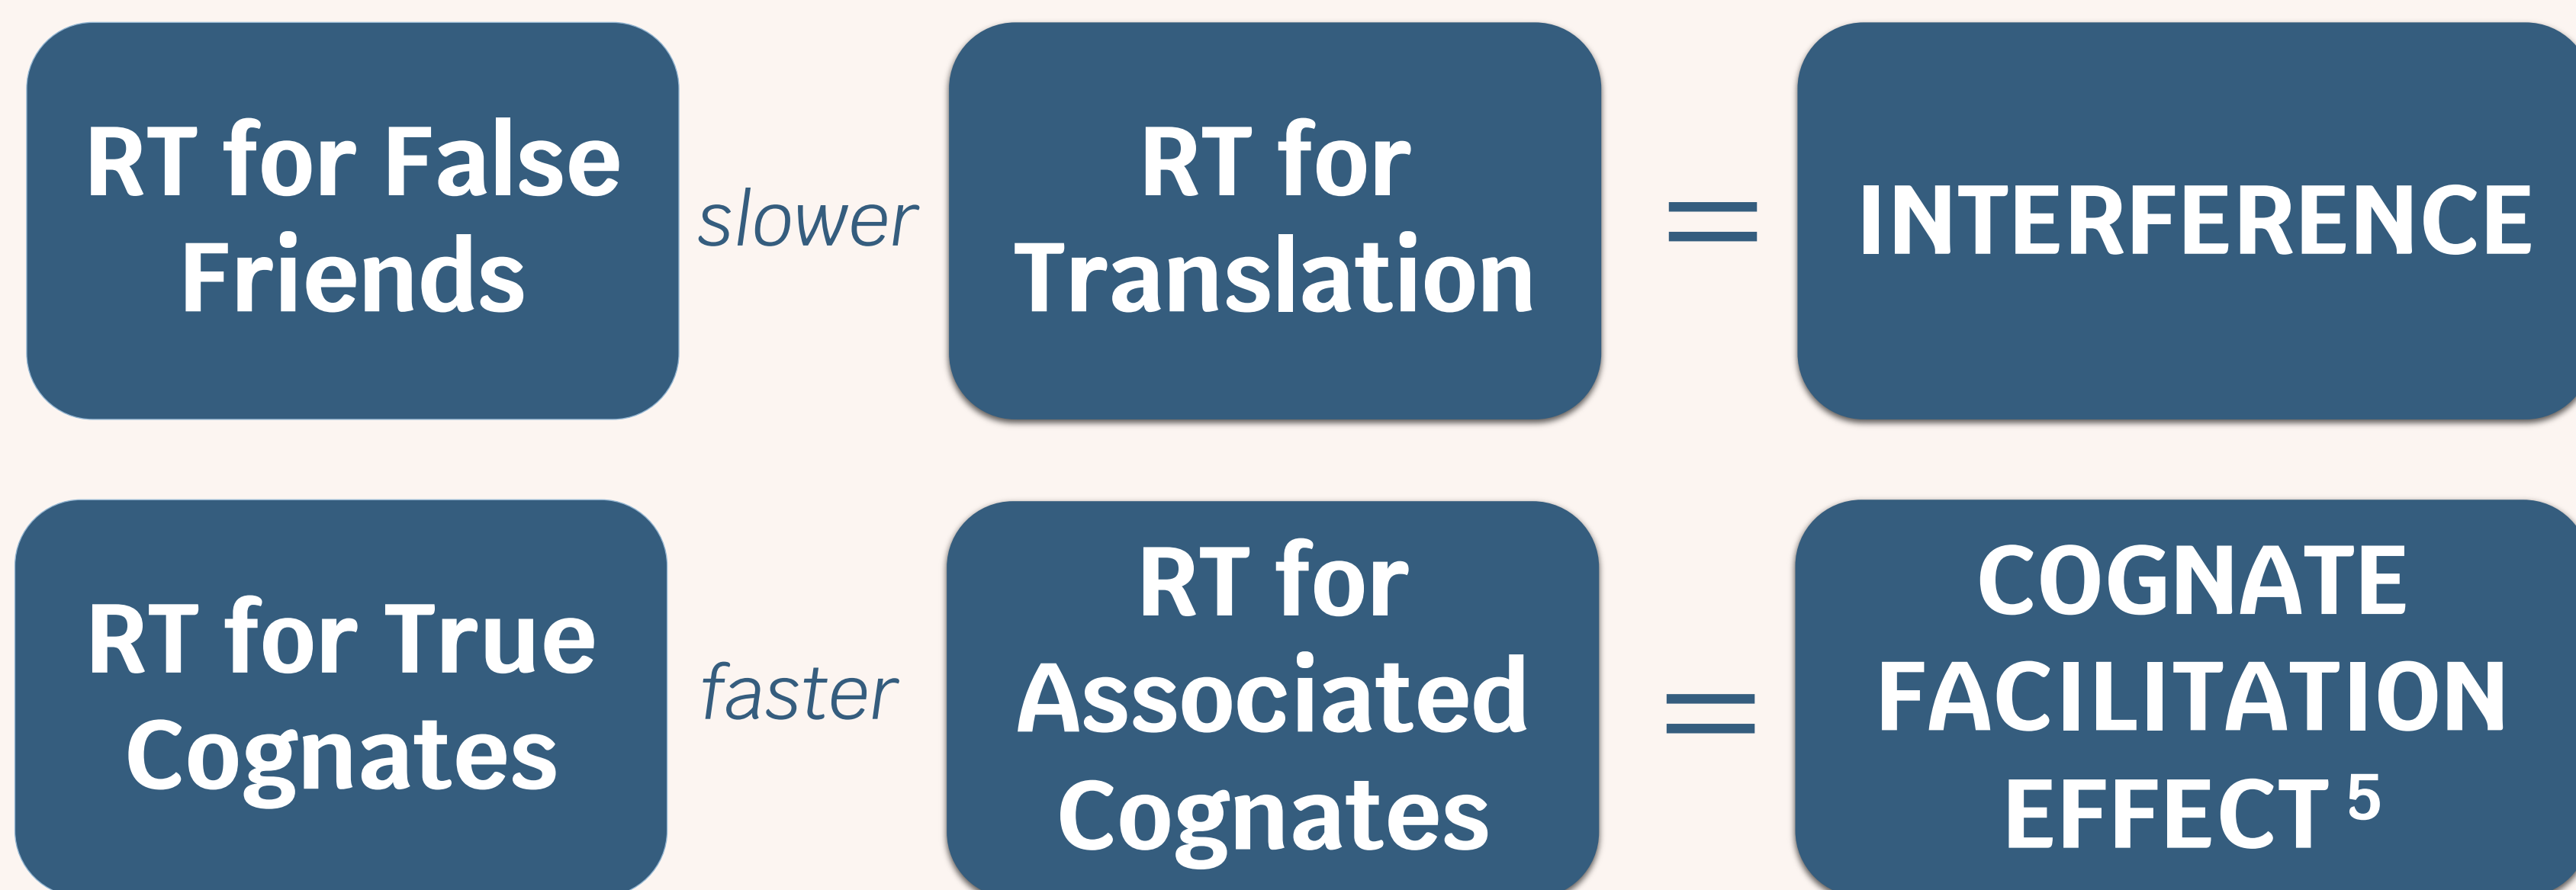 RT for False
Friends
slower
RT for
Translation
=
INTERFERENCE
RT for True
Cognates
faster
RT for
Associated
Cognates
=
COGNATE
FACILITATION
EFFECT 5